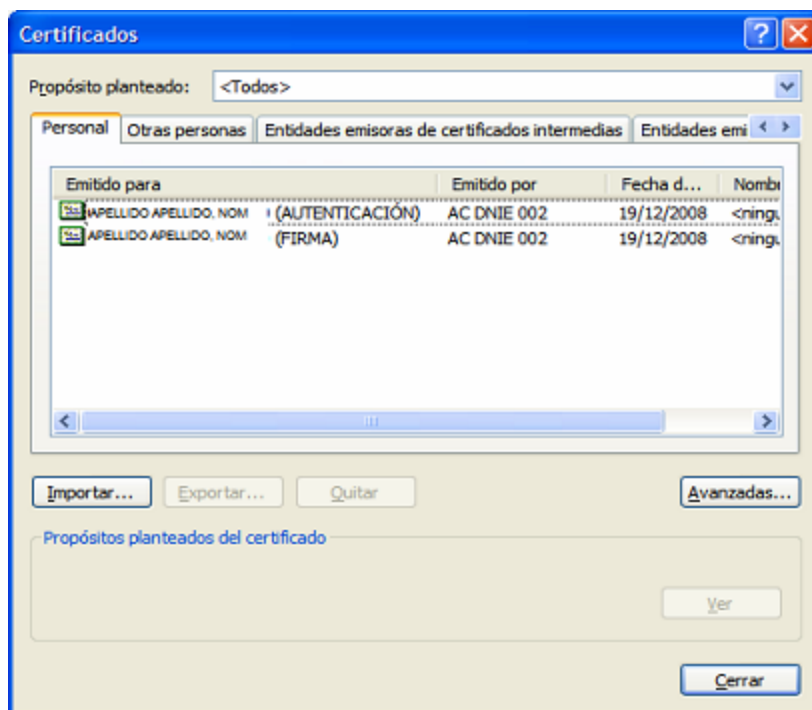 Certificados
Propósito planteado: <Todos>
Personal Otras personas Entidades emisoras de certificados intermedias Entidades emi
Emitido para Emitido por Fecha d... Nombr
APELLIDO APELLIDO, NOM (AUTENTICACIÓN) AC DNIE 002 19/12/2008 <ningu
APELLIDO APELLIDO, NOM (FIRMA) AC DNIE 002 19/12/2008 <ningu
Importar... Exportar... Quitar Avanzadas...
Propósitos planteados del certificado
Ver
Cerrar